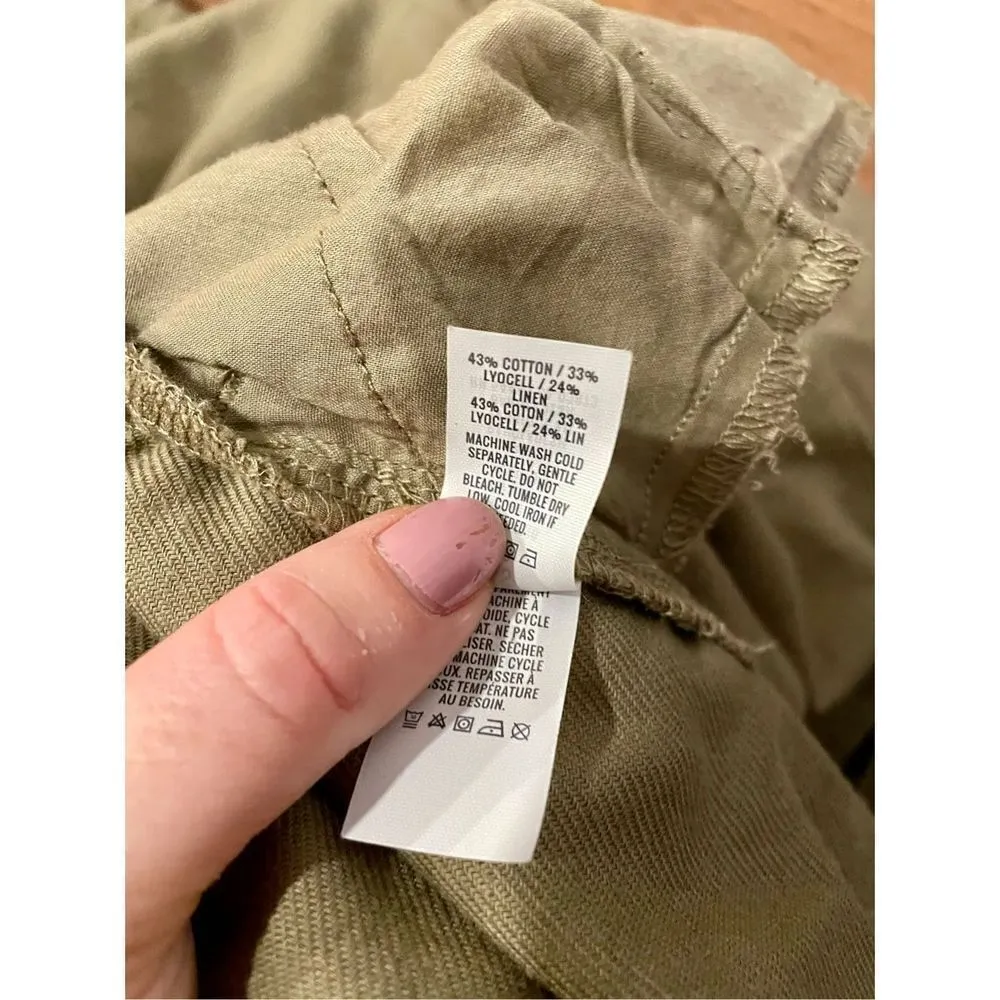 43% COTTON / 33%
LYOCELL / 24%
LINEN
43% COTON / 33%
LYOCELL / 24% LIN
MACHINE WASH COLD
SEPARATELY, GENTLE
CYCLE. DO NOT
BLEACH. TUMBLE DRY
LOW. COOL IRON IF
CYCLE
NE PAS
SÉCHER
MACHINE CYCLE
REPASSER À
TEMPÉRATURE
AU BESOIN.